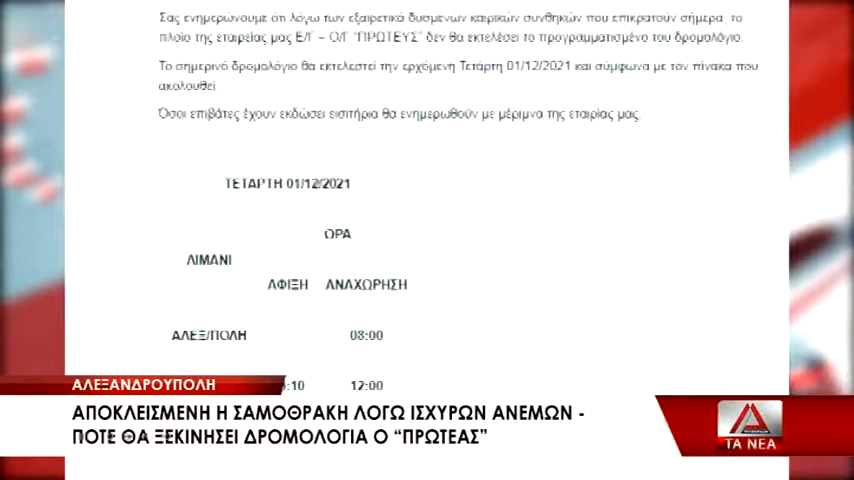 Σας ενημερώνουμε ότι λόγω των εξαιρετικά δυσμενων καιρικών συνθηκών που επικρατούν σήμερα, το
πλοίο της εταιρείας μας Ε/Γ – Ο/Γ "ΠΡΩΤΕΥΣ" δεν θα εκτελέσει το προγραμματισμένο του δρομολόγιο.
Το σημερινό δρομολόγιο θα εκτελεστεί την ερχόμενη Τετάρτη 01/12/2021 και σύμφωνα με τον πίνακα που
ακολουθεί.
Όσοι επιβάτες έχουν εκδώσει εισιτήρια θα ενημερωθούν με μέριμνα της εταιρίας μας.
ΤΕΤΑΡΤΗ 01/12/2021
ΩΡΑ
ΛΙΜΑΝΙ
ΑΦΙΞΗ ΑΝΑΧΩΡΗΣΗ
ΑΛΕΞ/ΠΟΛΗ 08:00
:10 12:00
ΑΛΕΞΑΝΔΡΟΥΠΟΛΗ
ΑΠΟΚΛΕΙΣΜΕΝΗ Η ΣΑΜΟΘΡΑΚΗ ΛΟΓΩ ΙΣΧΥΡΩΝ ΑΝΕΜΩΝ -
ΠΟΤΕ ΘΑ ΞΕΚΙΝΗΣΕΙ ΔΡΟΜΟΛΟΓΙΑ Ο "ΠΡΩΤΕΑΣ"
ΤΑ ΝΕΑ